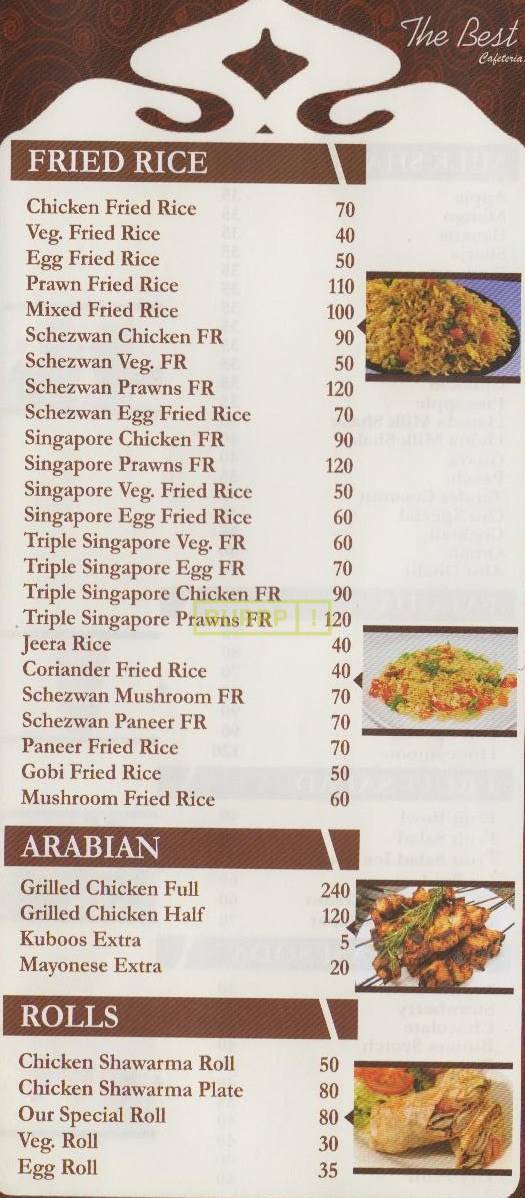 The Best
Cafeteria
FRIED RICE
Chicken Fried Rice 70
Veg. Fried Rice 40
Egg Fried Rice 50
Prawn Fried Rice 110
Mixed Fried Rice 100
Schezwan Chicken FR 90
Schezwan Veg. FR 50
Schezwan Prawns FR 120
Schezwan Egg Fried Rice 70
Singapore Chicken FR 90
Singapore Prawns FR 120
Singapore Veg. Fried Rice 50
Singapore Egg Fried Rice 60
Triple Singapore Veg. FR 60
Triple Singapore Egg FR 70
Triple Singapore Chicken FR 90
Triple Singapore Prawns FR 120
BURRP!
Jeera Rice 40
Coriander Fried Rice 40
Schezwan Mushroom FR 70
Schezwan Paneer FR 70
Paneer Fried Rice 70
Gobi Fried Rice 50
Mushroom Fried Rice 60
ARABIAN
Grilled Chicken Full 240
Grilled Chicken Half 120
Kuboos Extra 5
Mayonese Extra 20
ROLLS
Chicken Shawarma Roll 50
Chicken Shawarma Plate 80
Our Special Roll 80
Veg. Roll 30
Egg Roll 35